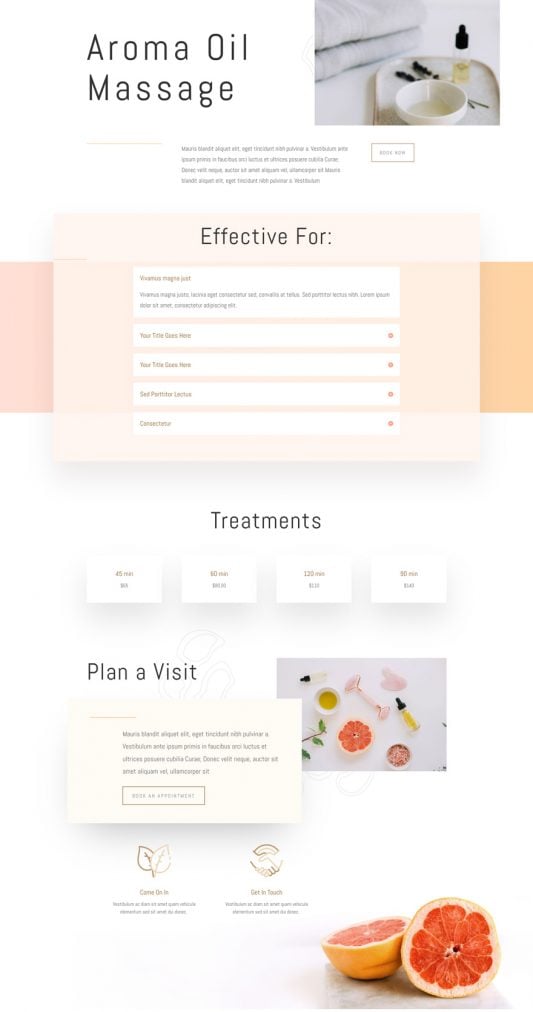 Aroma Oil
Massage
Mauris blandit aliquet elit, eget tincidunt nibh pulvinar a. Vestibulum ante
ipsum primis in faucibus orci luctus et ultrices posuere cubilia Curae;
Donec velit neque, auctor sit amet aliquam vel, ullamcorper sit Mauris
blandit aliquet elit, eget tincidunt nibh pulvinar a. Vestibulum
BOOK NOW
Effective For:
Vivamus magna just
Vivamus magna justo, lacinia eget consectetur sed, convallis at tellus. Sed porttitor lectus nibh. Lorem ipsum
dolor sit amet, consectetur adipiscing elit.
Your Title Goes Here
Your Title Goes Here
Sed Porttitor Lectus
Consectetur
Treatments
45 min
60 min
120 min
90 min
$65
$110
$140
Plan a Visit
Mauris blandit aliquet elit, eget tincidunt nibh pulvinar a.
Vestibulum ante ipsum primis in faucibus orci luctus et
ultrices posuere cubilia Curae; Donec velit neque, auctor sit
amet aliquam vel, ullamcorper sit
BOOK AN APPOINTMENT
Come On In
Vestibulum ac diam sit amet quam vehicula
elementum sed sit amet dui donec.
Get In Touch
Vestibulum ac diam sit amet quam vehicula
elementum sed sit amet dui donec.